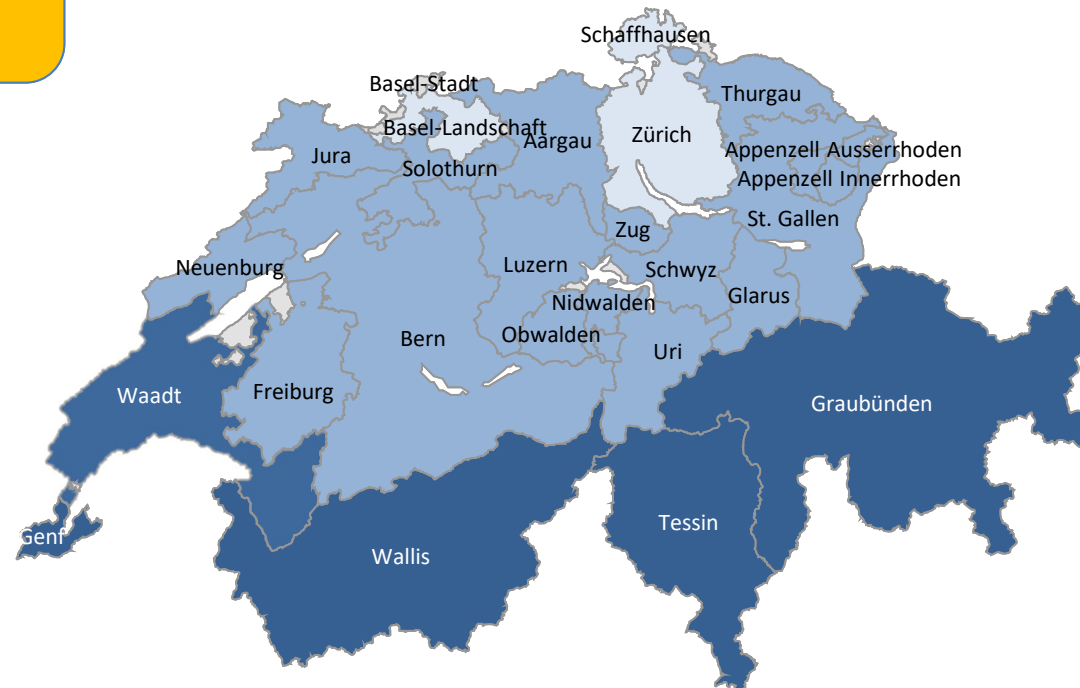 Schaffhausen
Basel-Stadt
Thurgau
Basel-Landschaft
Aargau
Zürich
Jura
Solothurn
Appenzell Ausserrhoden
Appenzell Innerrhoden
St. Gallen
Zug
Neuenburg
Luzern
Schwyz
Glarus
Nidwalden
Obwalden
Bern
Uri
Waadt
Freiburg
Graubünden
Tessin
Genf
Wallis